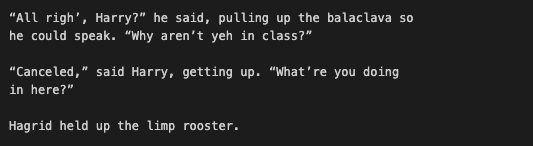 “All righ’, Harry?” he said, pulling up the balaclava so
he could speak. “Why aren’t yeh in class?”
“Canceled,” said Harry, getting up. “What’re you doing
in here?”
Hagrid held up the limp rooster.